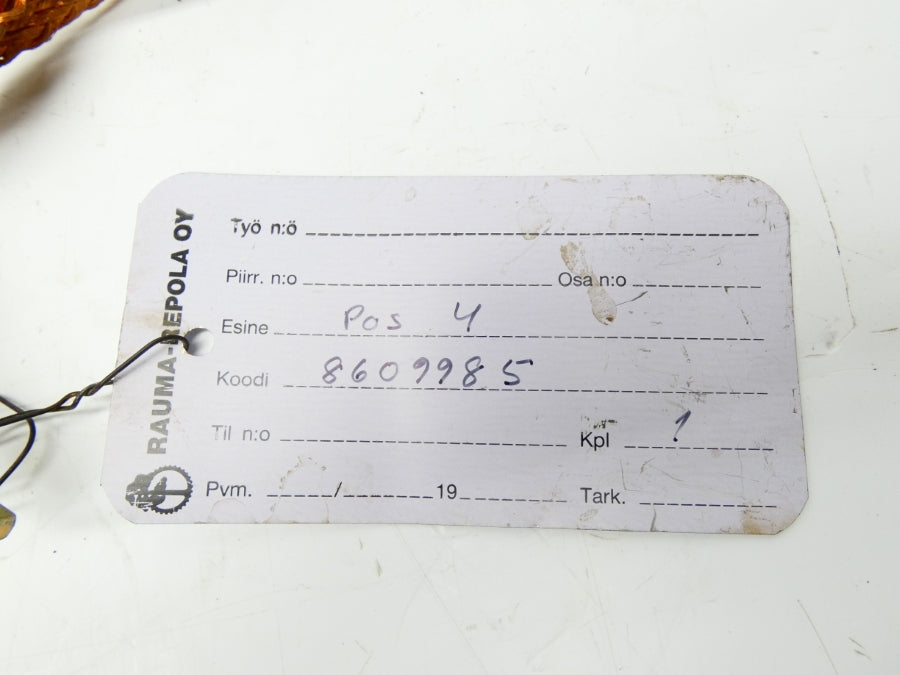 RAUMA-REPOLA OY
Työ n:ö
Piirr. n:o Osa n:o
Esine Pos 4
Koodi 8609985
Til n:o Kpl 1
Pvm. / 19 Tark.